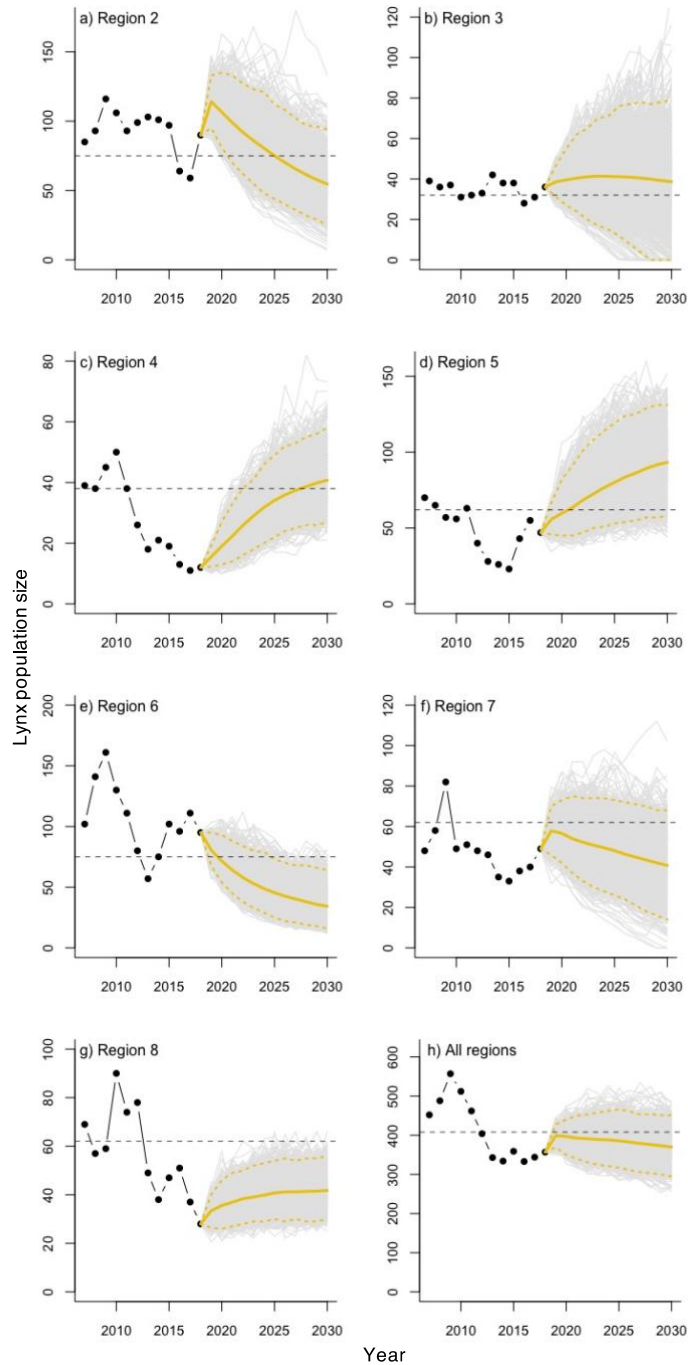 a) Region 2
150
100
50
0
2010 2015 2020 2025 2030
b) Region 3
120
100
80
60
40
20
0
2010 2015 2020 2025 2030
c) Region 4
80
60
40
20
0
2010 2015 2020 2025 2030
d) Region 5
150
100
50
0
2010 2015 2020 2025 2030
e) Region 6
200
150
100
50
0
2010 2015 2020 2025 2030
f) Region 7
120
100
80
60
40
20
0
2010 2015 2020 2025 2030
g) Region 8
100
80
60
40
20
0
2010 2015 2020 2025 2030
h) All regions
600
500
400
300
200
100
0
2010 2015 2020 2025 2030
Lynx population size
Year